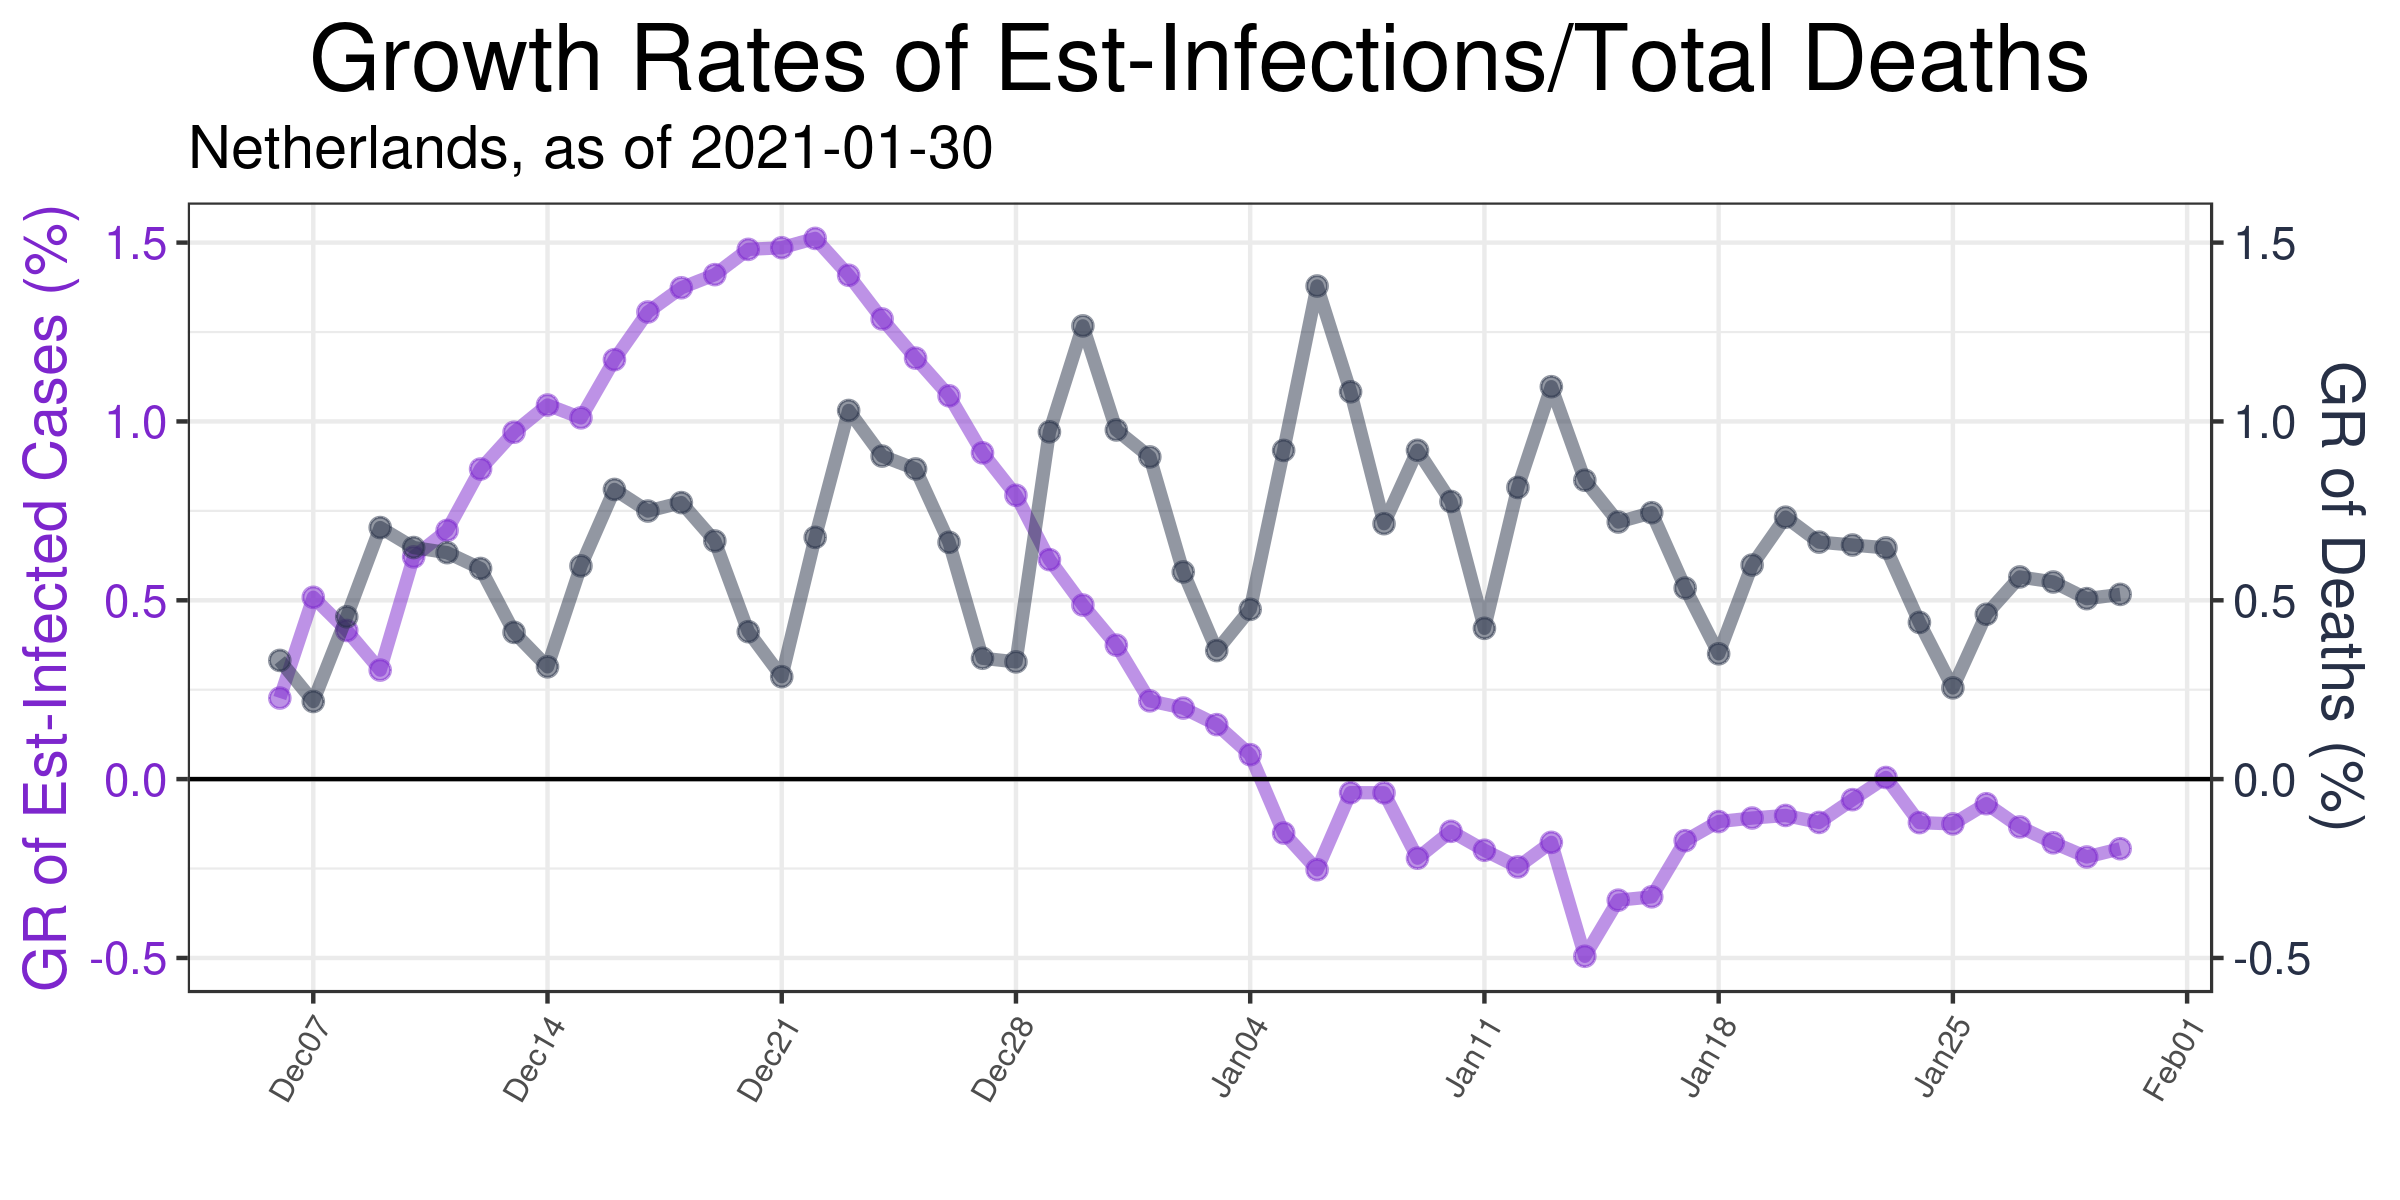 Growth Rates of Est-Infections/Total Deaths
Netherlands, as of 2021-01-30
GR of Est-Infected Cases (%)
1.5
1.0
0.5
0.0
-0.5
1.5
1.0
0.5
0.0
-0.5
GR of Deaths (%)
Dec07
Dec14
Dec21
Dec28
Jan04
Jan11
Jan18
Jan25
Feb01